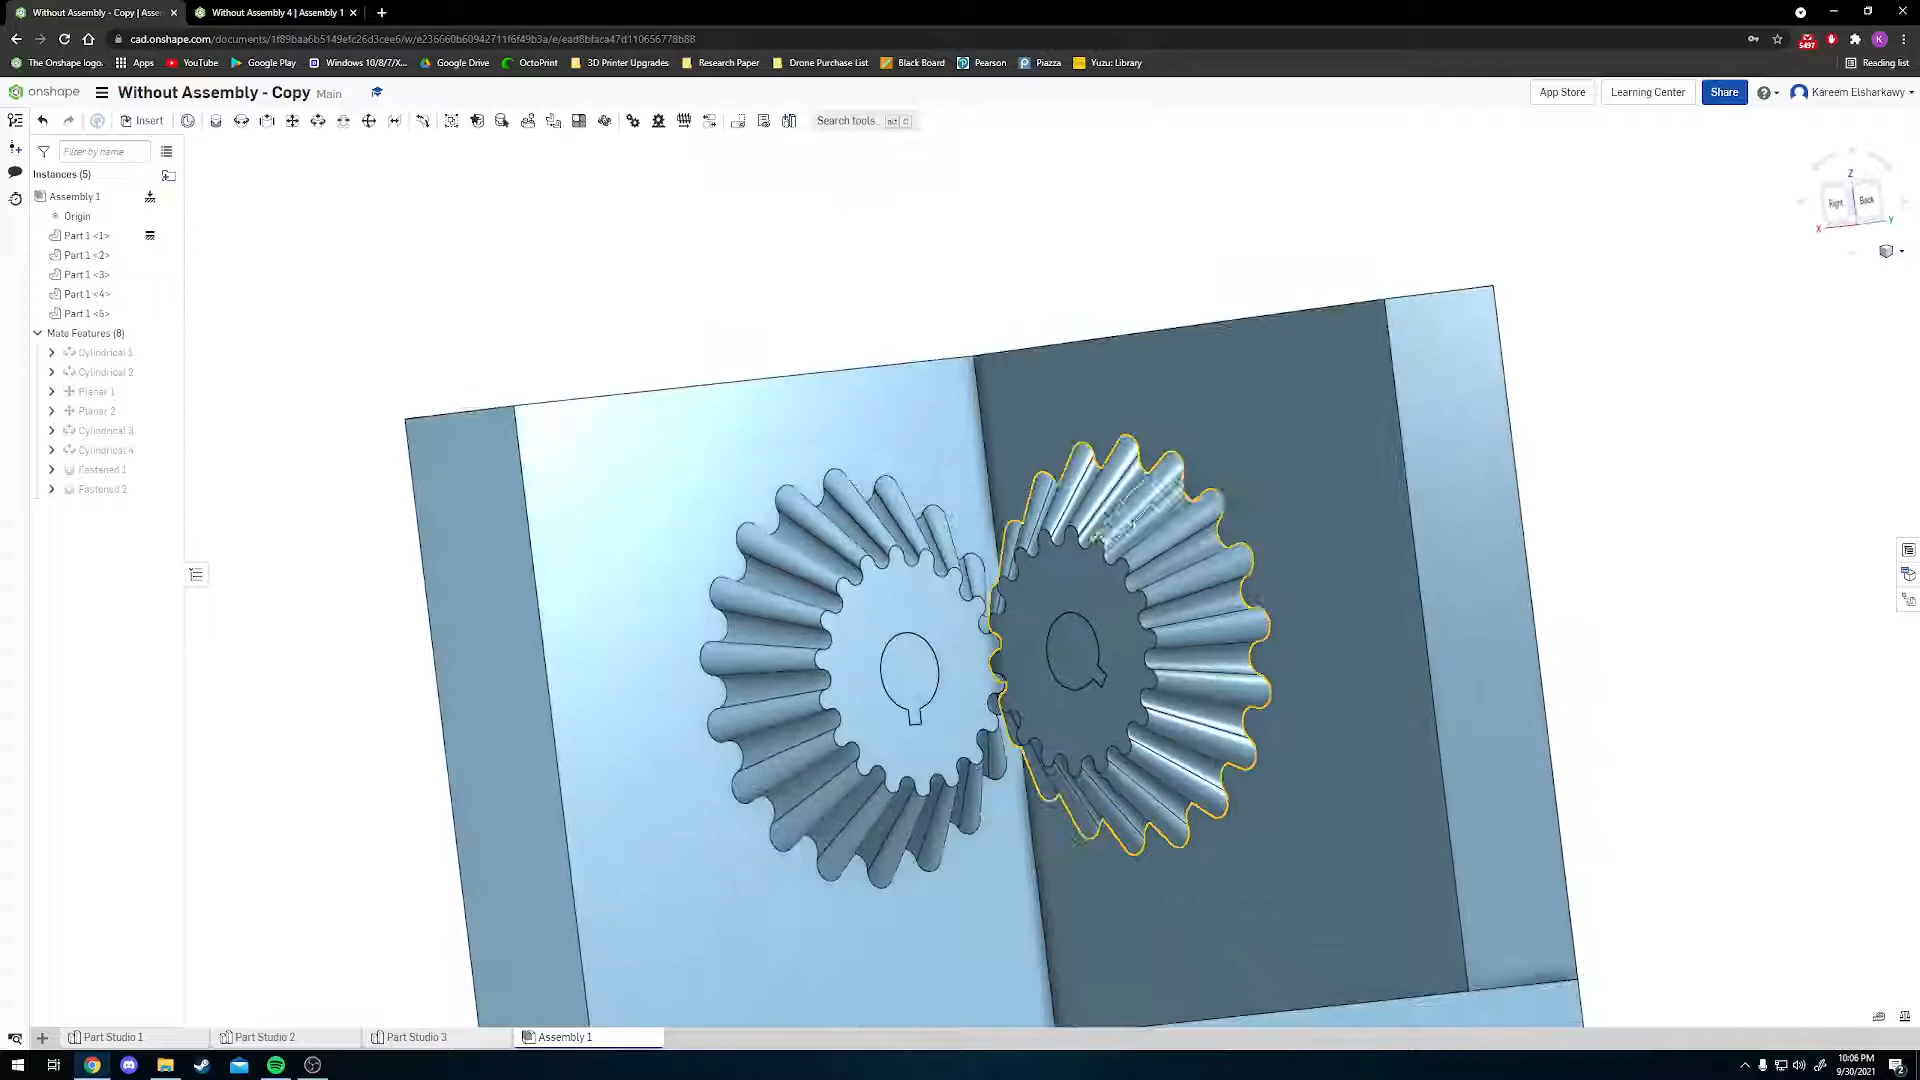 Without Assembly - Copy | Assem
Without Assembly 4 | Assembly 1
cad.onshape.com/documents/1f89baa6b5149efc26d3cee6/w/e236660b60942711f6f49b3a/e/ead8bfaca47d110656778b88
5497
K
The Onshape logo.
Apps
YouTube
Google Play
Windows 10/8/7/X...
Google Drive
OctoPrint
3D Printer Upgrades
Research Paper
Drone Purchase List
Black Board
Pearson
Piazza
Yuzu: Library
Reading list
onshape
Without Assembly - Copy
Main
App Store
Learning Center
Share
Kareem Elsharkawy
Insert
Search tools...
alt C
Filter by name
Instances (5)
Assembly 1
Origin
Part 1 <1>
Part 1 <2>
Part 1 <3>
Part 1 <4>
Part 1 <5>
Mate Features (8)
Cylindrical 1
Cylindrical 2
Planar 1
Planar 2
Cylindrical 3
Cylindrical 4
Fastened 1
Fastened 2
Z
Right
Back
X
Y
Part Studio 1
Part Studio 2
Part Studio 3
Assembly 1
10:06 PM
9/30/2021
2